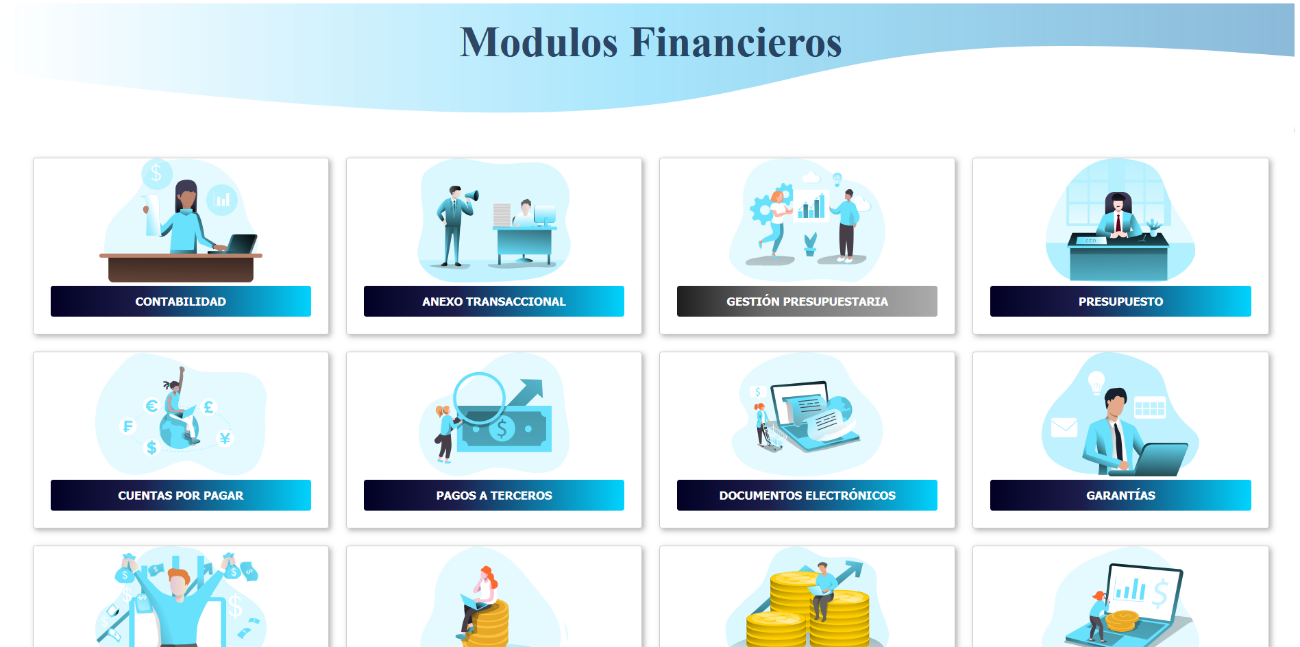 Modulos Financieros
CONTABILIDAD
ANEXO TRANSACCIONAL
GESTIÓN PRESUPUESTARIA
PRESUPUESTO
CUENTAS POR PAGAR
PAGOS A TERCEROS
DOCUMENTOS ELECTRÓNICOS
GARANTÍAS